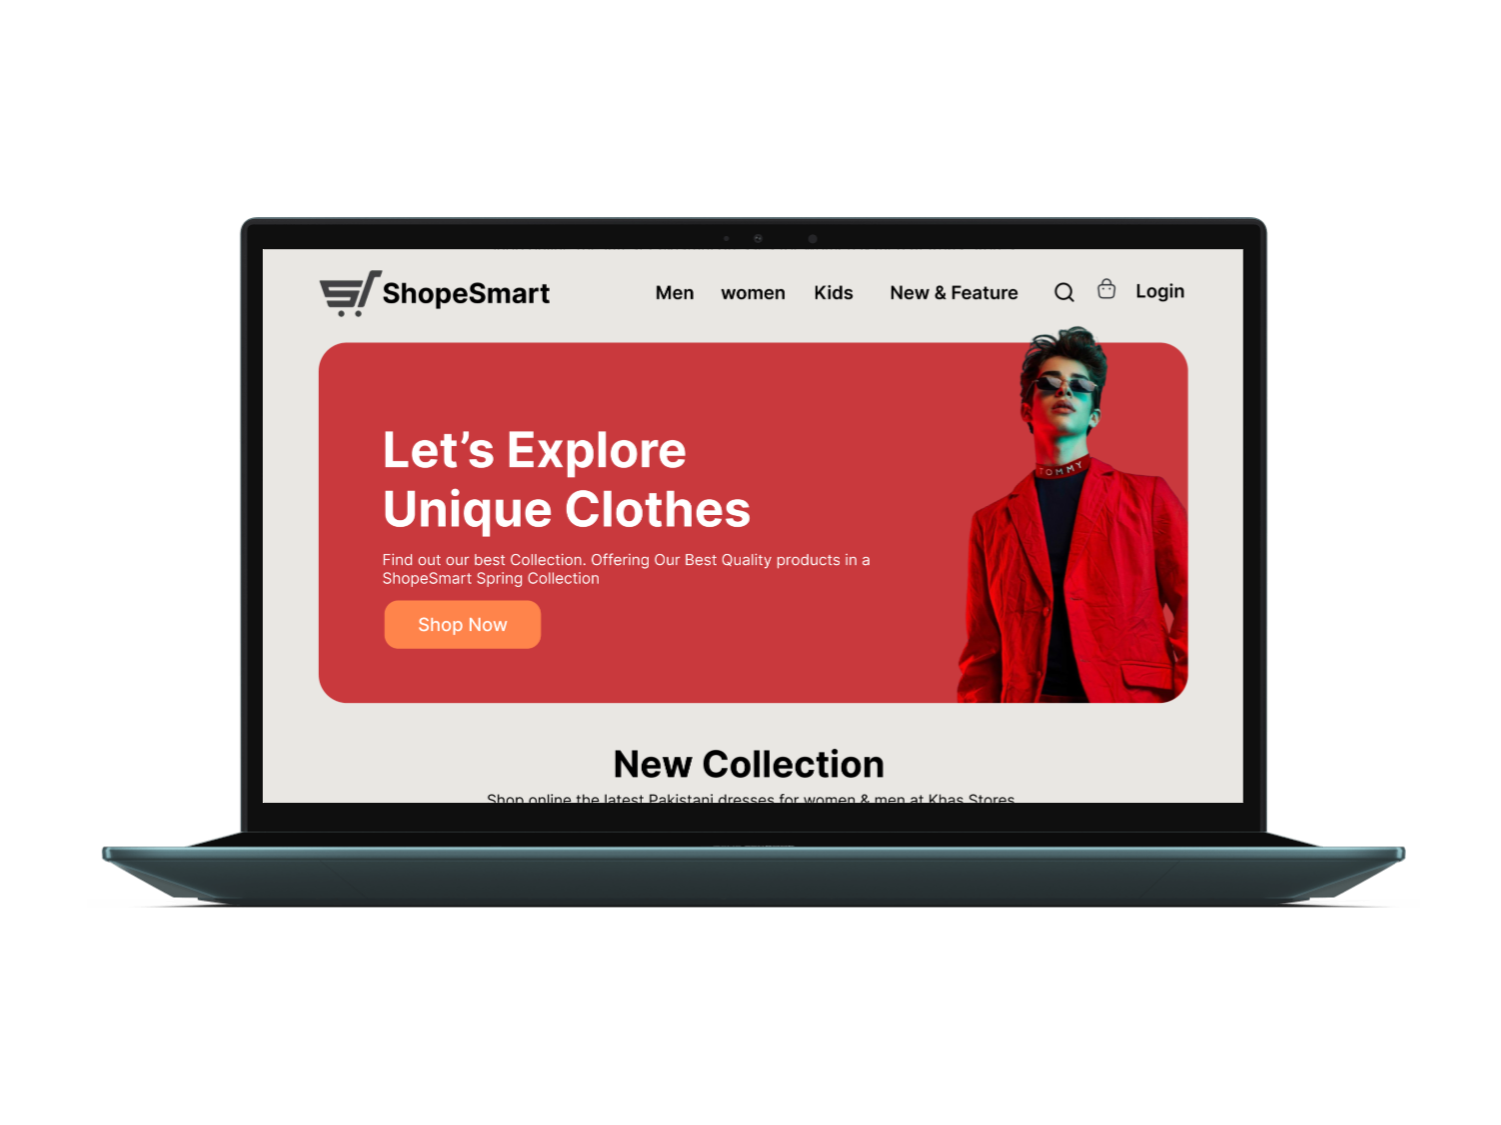 ShopeSmart
Men women Kids New & Feature Login
Let’s Explore
Unique Clothes
TOMMY
Find out our best Collection. Offering Our Best Quality products in a
ShopeSmart Spring Collection
Shop Now
New Collection
Shop online the latest Pakistani dresses for women & men at Khas Stores